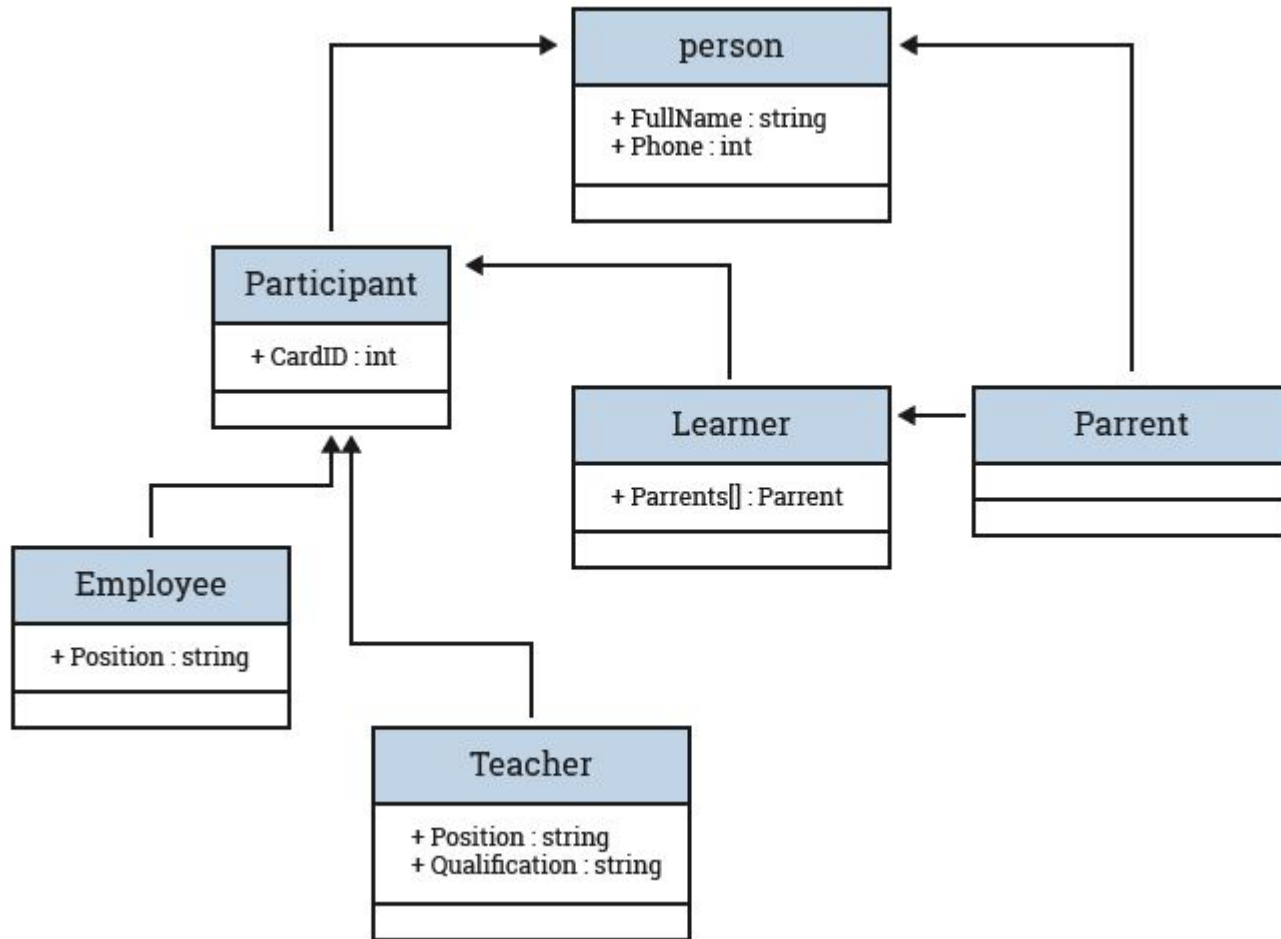 person
+ FullName : string
+ Phone : int
Participant
+ CardID : int
Learner
+ Parrents[] : Parrent
Parrent
Employee
+ Position : string
Teacher
+ Position : string
+ Qualification : string